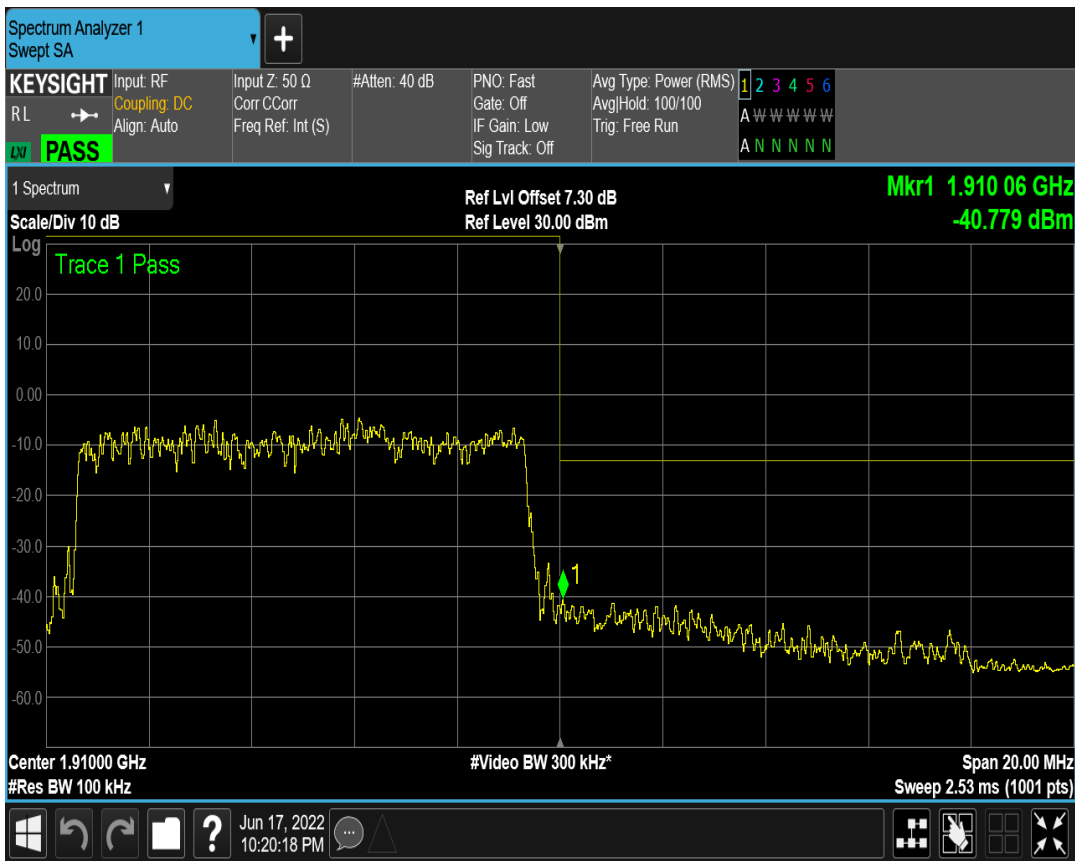 Spectrum Analyzer 1
Swept SA
+
KEYSIGHT
RL
LXI PASS
Input: RF
Coupling: DC
Align: Auto
Input Z: 50 Ω
Corr CCorr
Freq Ref: Int (S)
#Atten: 40 dB
PNO: Fast
Gate: Off
IF Gain: Low
Sig Track: Off
Avg Type: Power (RMS)
Avg|Hold: 100/100
Trig: Free Run
1 2 3 4 5 6
A W W W W W
A N N N N N
1 Spectrum
Scale/Div 10 dB
Ref Lvl Offset 7.30 dB
Ref Level 30.00 dBm
Mkr1 1.910 06 GHz
-40.779 dBm
Log
Trace 1 Pass
20.0
10.0
0.00
-10.0
-20.0
-30.0
1
-40.0
-50.0
-60.0
Center 1.91000 GHz
#Video BW 300 kHz*
Span 20.00 MHz
#Res BW 100 kHz
Sweep 2.53 ms (1001 pts)
?
Jun 17, 2022
10:20:18 PM